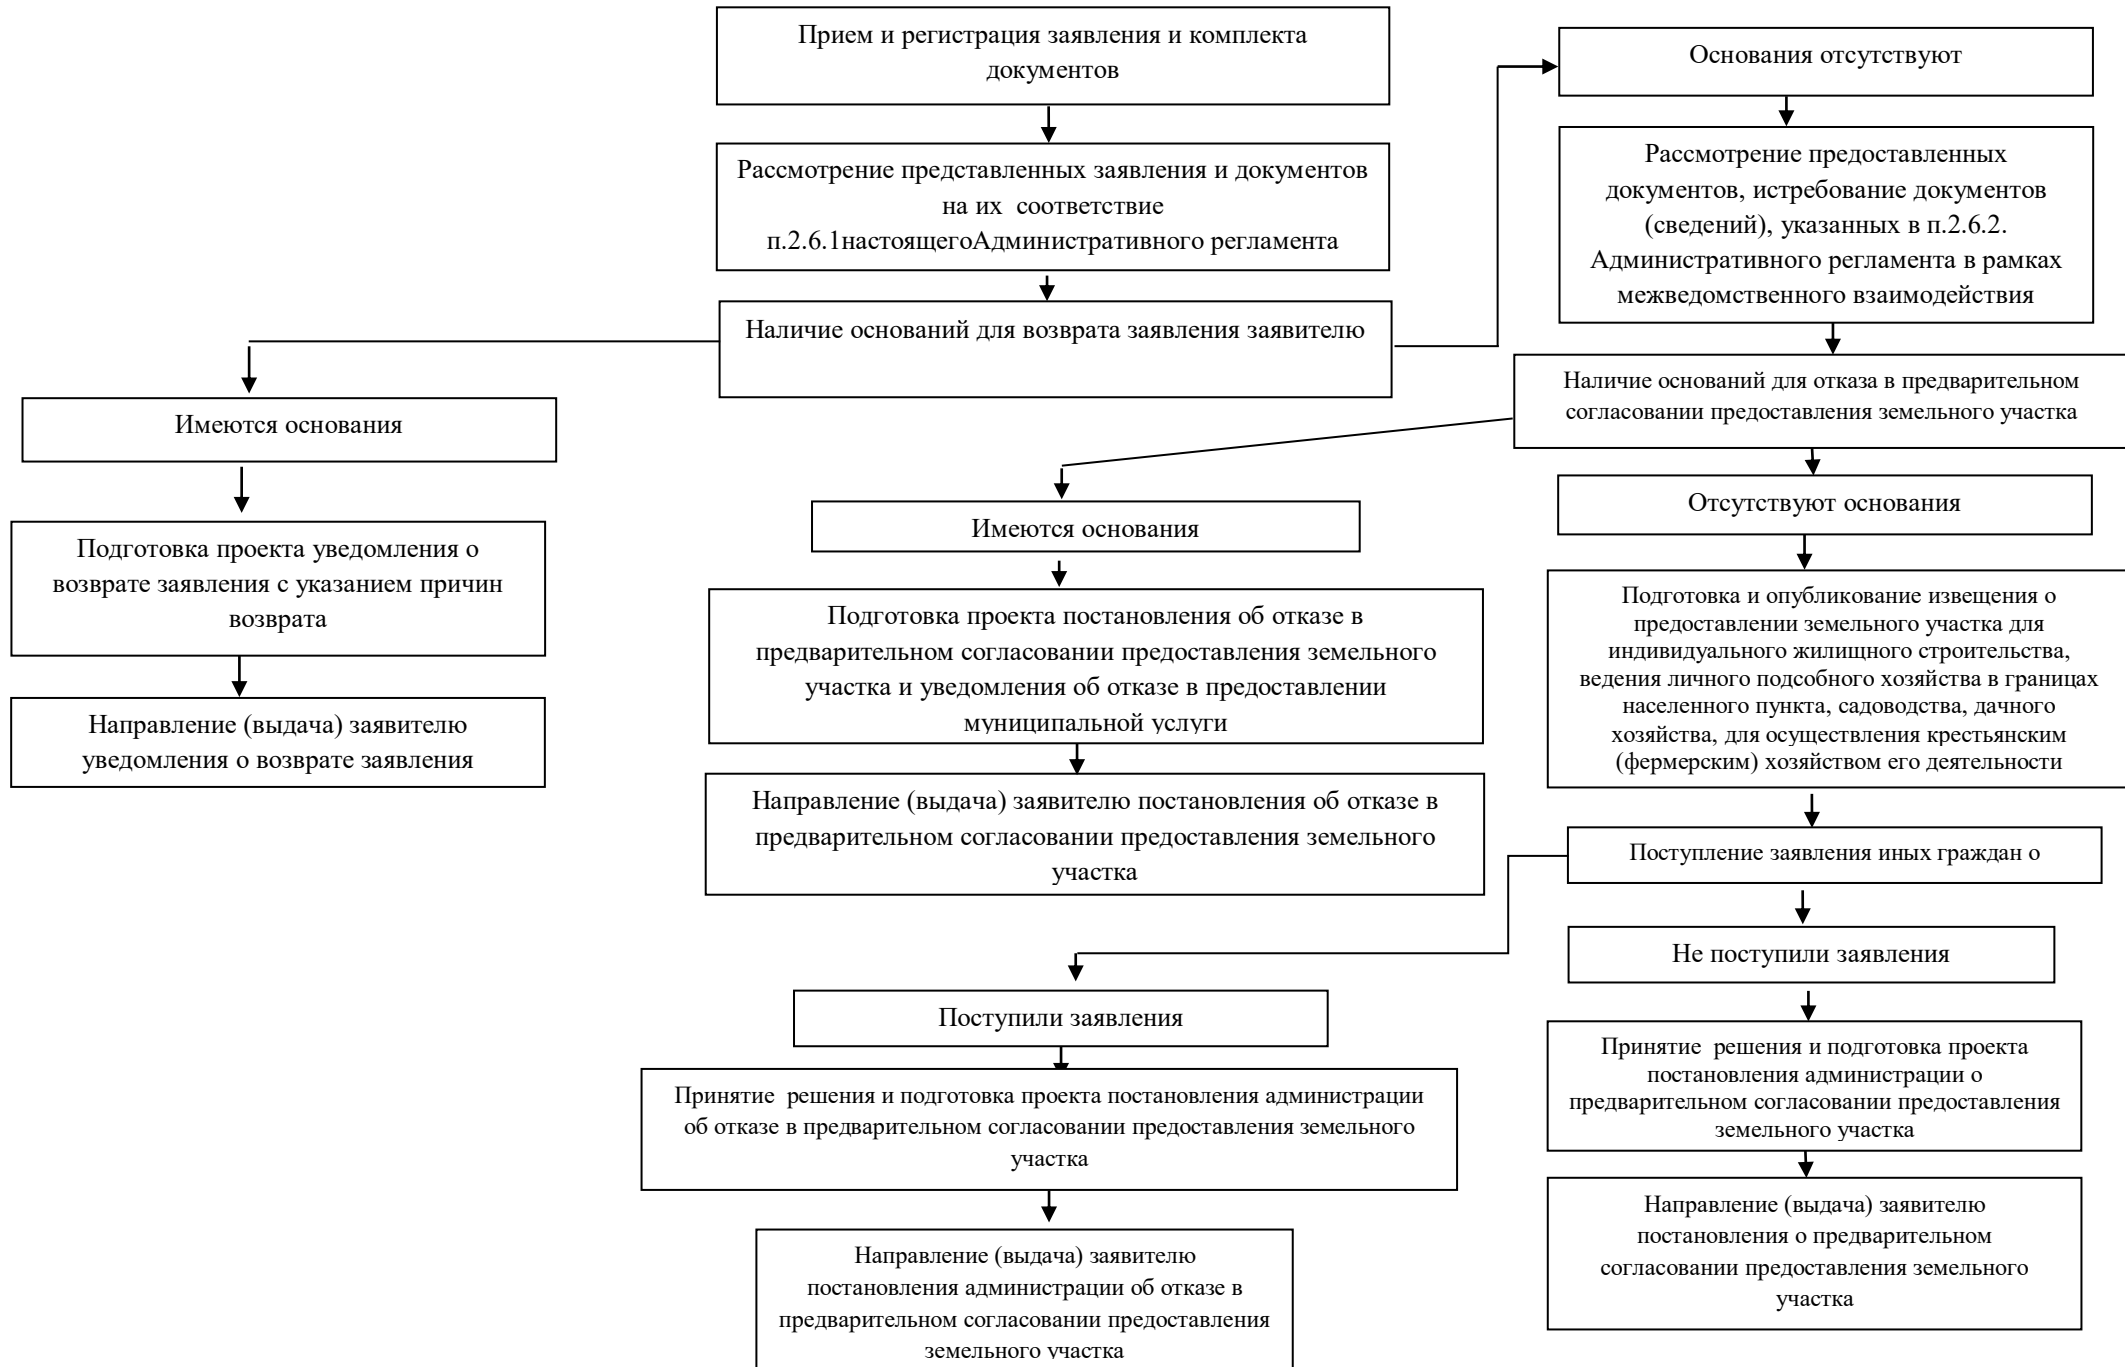 Прием и регистрация заявления и комплекта
документов
Рассмотрение представленных заявления и документов
на их соответствие
п.2.6.1настоящегоАдминистративного регламента
Наличие оснований для возврата заявления заявителю
Имеются основания
Подготовка проекта уведомления о
возврате заявления с указанием причин
возврата
Направление (выдача) заявителю
уведомления о возврате заявления
Основания отсутствуют
Рассмотрение предоставленных
документов, истребование документов
(сведений), указанных в п.2.6.2.
Административного регламента в рамках
межведомственного взаимодействия
Наличие оснований для отказа в предварительном
согласовании предоставления земельного участка
Имеются основания
Подготовка проекта постановления об отказе в
предварительном согласовании предоставления земельного
участка и уведомления об отказе в предоставлении
муниципальной услуги
Направление (выдача) заявителю постановления об отказе в
предварительном согласовании предоставления земельного
участка
Отсутствуют основания
Подготовка и опубликование извещения о
предоставлении земельного участка для
индивидуального жилищного строительства,
ведения личного подсобного хозяйства в границах
населенного пункта, садоводства, дачного
хозяйства, для осуществления крестьянским
(фермерским) хозяйством его деятельности
Поступление заявления иных граждан о
Поступили заявления
Принятие решения и подготовка проекта постановления администрации
об отказе в предварительном согласовании предоставления земельного
участка
Направление (выдача) заявителю
постановления администрации об отказе в
предварительном согласовании предоставления
земельного участка
Не поступили заявления
Принятие решения и подготовка проекта
постановления администрации о
предварительном согласовании предоставления
земельного участка
Направление (выдача) заявителю
постановления о предварительном
согласовании предоставления земельного
участка